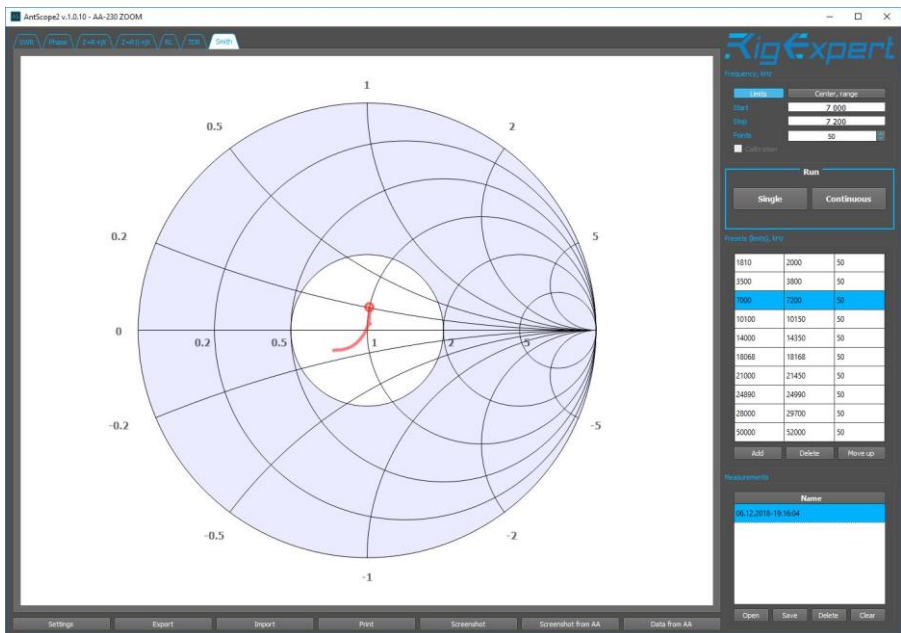 AntScope2 v.1.0.10 - AA-230 ZOOM
SWR Phase Z=R+jX Z=R||+jX RL TDR Smith
RigExpert
Frequency, kHz
Limits Center, range
Start 7 000
Stop 7 200
Points 50
Calibration
Run
Single Continuous
Presets (limits), kHz
1810 2000 50
3500 3800 50
7000 7200 50
10100 10150 50
14000 14350 50
18068 18168 50
21000 21450 50
24890 24990 50
28000 29700 50
50000 52000 50
Add Delete Move up
Measurements
Name
06.12.2018-19:16:04
Open Save Delete Clear
1
0.5 2
0.2 5
0 0.2 0.5 1 2 5
-0.2 -5
-0.5 -2
-1
Settings Export Import Print Screenshot Screenshot from AA Data from AA